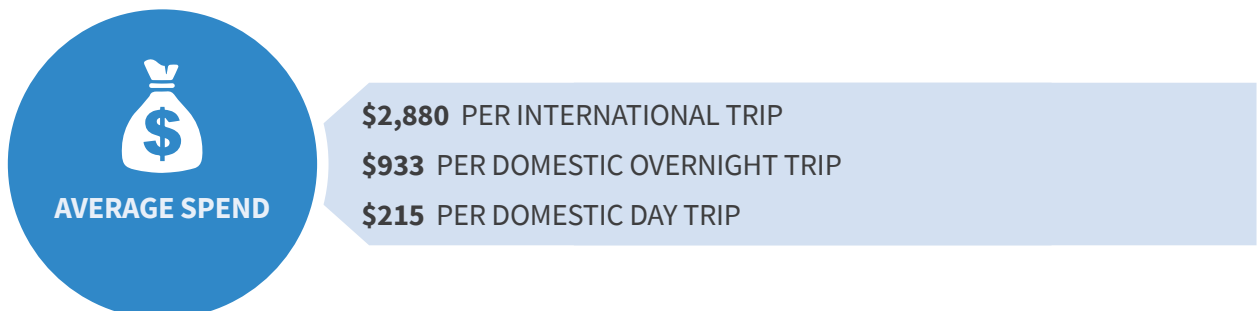 $
AVERAGE SPEND
$2,880 PER INTERNATIONAL TRIP
$933 PER DOMESTIC OVERNIGHT TRIP
$215 PER DOMESTIC DAY TRIP